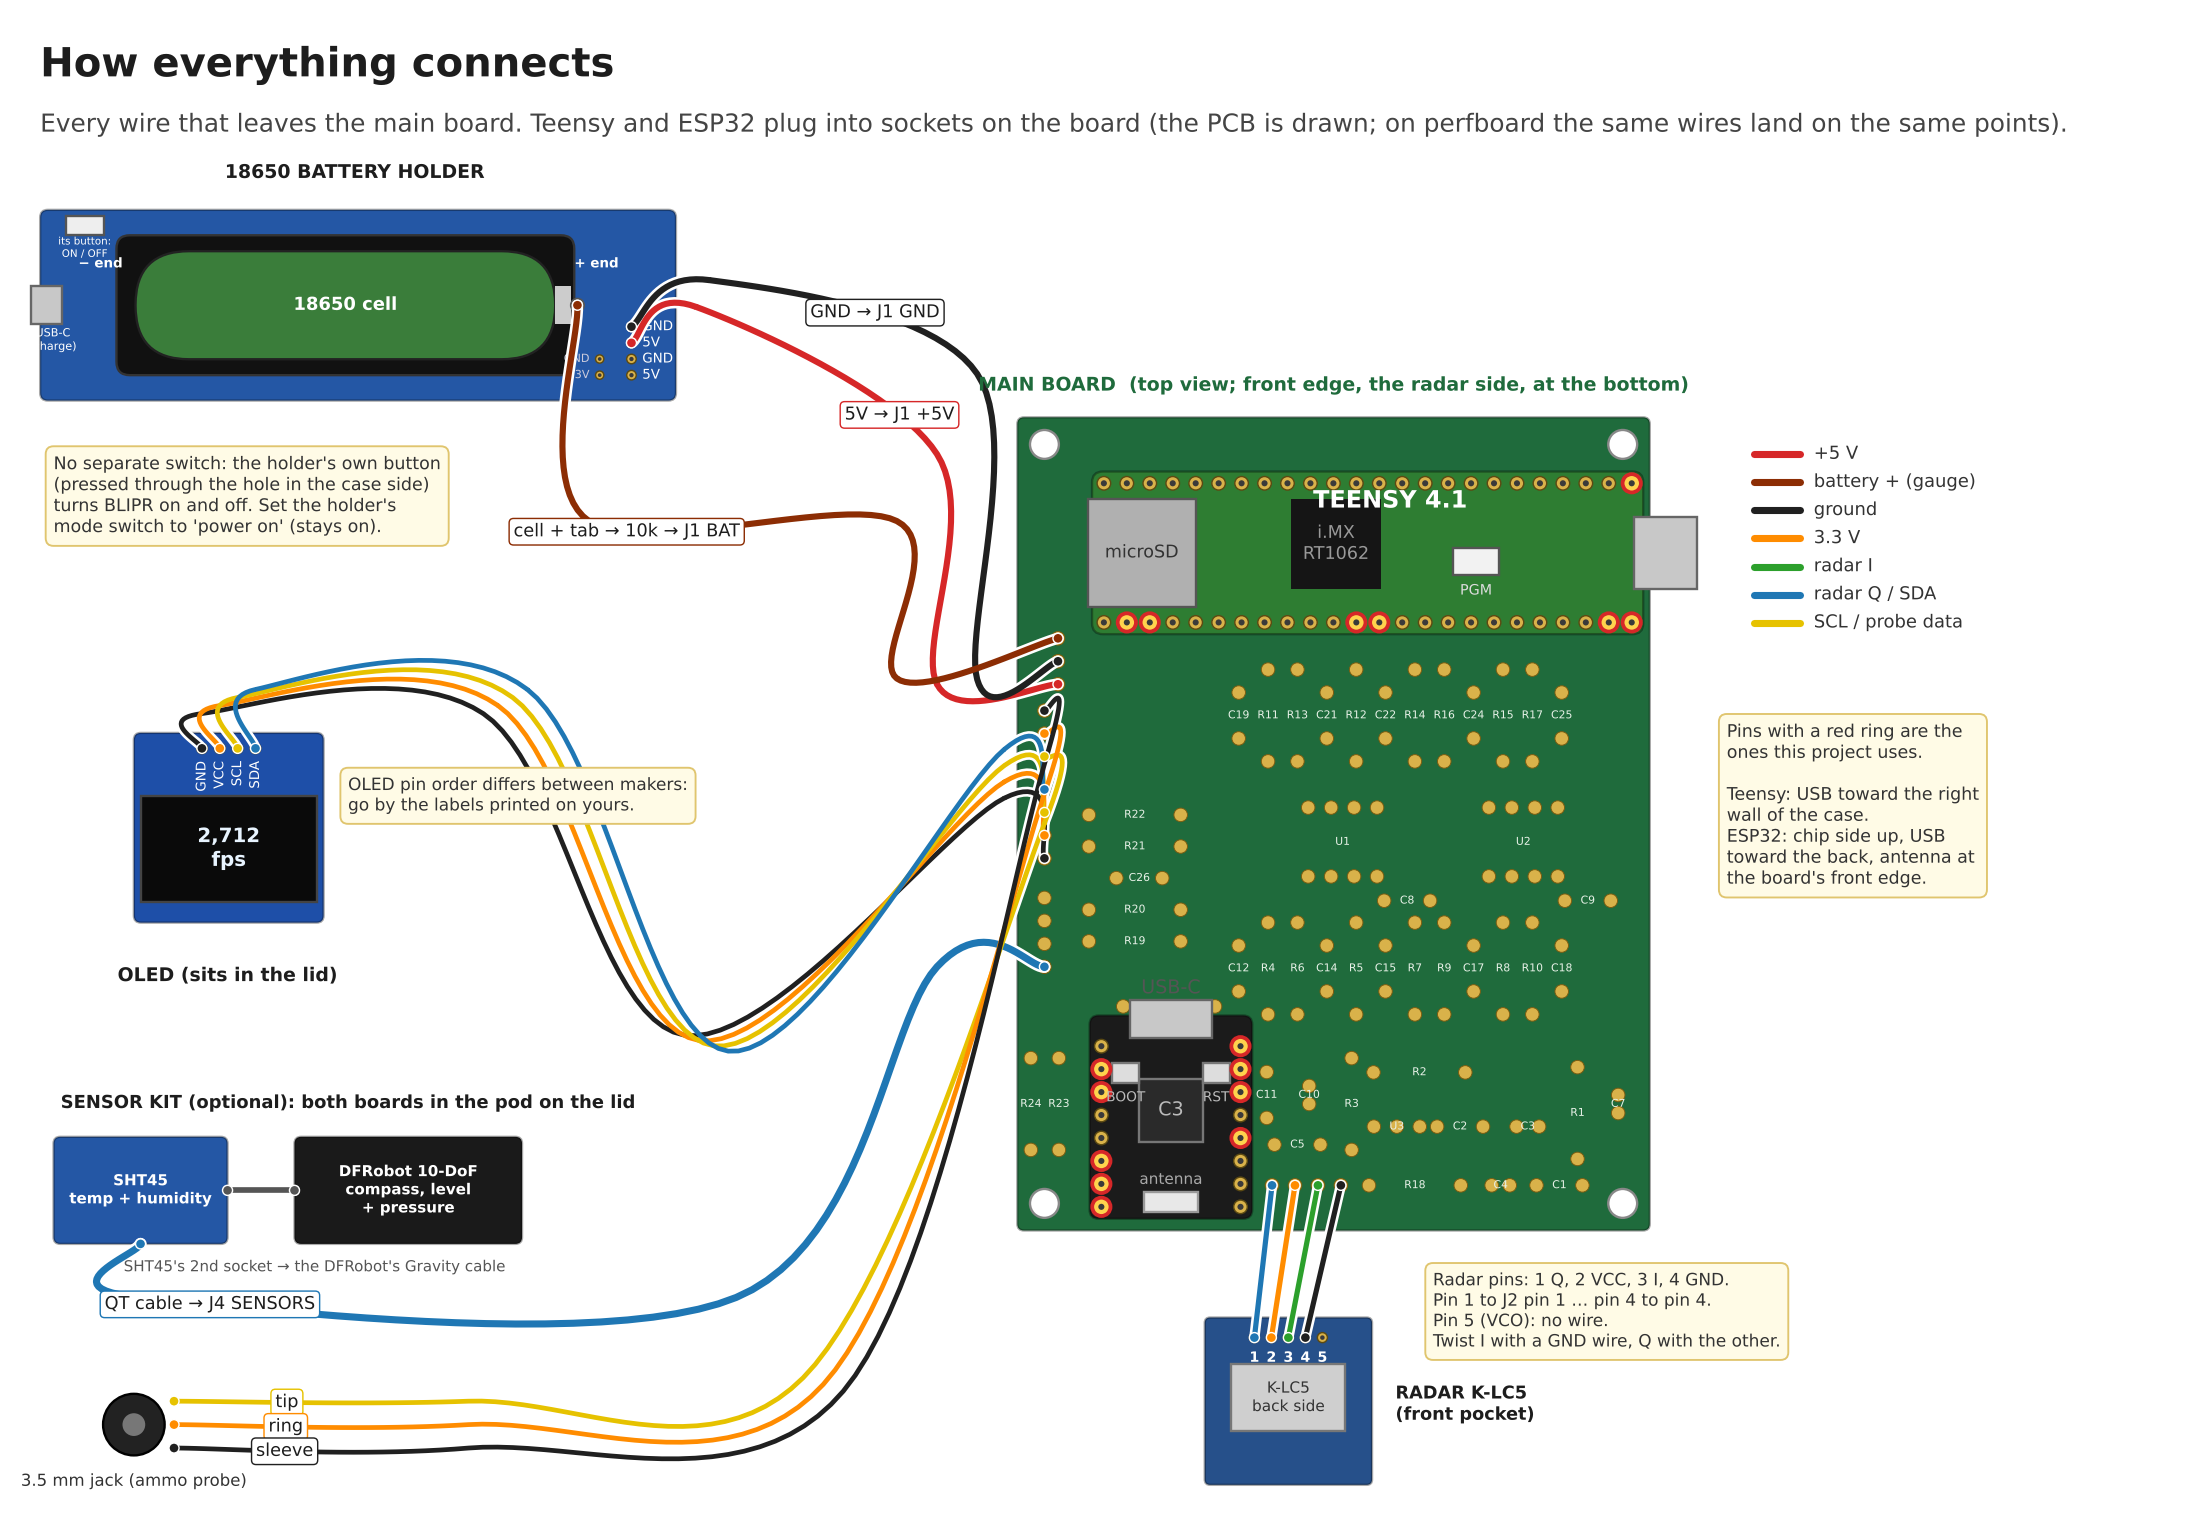 How everything connects
Every wire that leaves the main board. Teensy and ESP32 plug into sockets on the board (the PCB is drawn; on perfboard the same wires land on the same points).
18650 BATTERY HOLDER
its button:
ON / OFF
− end
+ end
18650 cell
GND
5V
GND
5V
GND → J1 GND
5V → J1 +5V
No separate switch: the holder's own button
(pressed through the hole in the case side)
turns BLIPR on and off. Set the holder's
mode switch to 'power on' (stays on).
cell + tab → 10k → J1 BAT
MAIN BOARD (top view; front edge, the radar side, at the bottom)
TEENSY 4.1
microSD
i.MX
RT1062
PGM
+5 V
battery + (gauge)
ground
3.3 V
radar I
radar Q / SDA
SCL / probe data
C19 R11 R13 C21 R12 C22 R14 R16 C24 R15 R17 C25
Pins with a red ring are the
ones this project uses.
Teensy: USB toward the right
wall of the case.
ESP32: chip side up, USB
toward the back, antenna at
the board's front edge.
GND
VCC
SCL
SDA
2,712
fps
OLED pin order differs between makers:
go by the labels printed on yours.
OLED (sits in the lid)
R22
R21
C26
R20
R19
U1
U2
C8
C9
C12 R4 R6 C14 R5 C15 R7 R9 C17 R8 R10 C18
USB-C
BOOT
RST
C3
antenna
R24 R23
C11
C10
R3
R2
C5
U3
C2
C3
R1
C7
R18
C4
C1
SENSOR KIT (optional): both boards in the pod on the lid
SHT45
temp + humidity
DFRobot 10-DoF
compass, level
+ pressure
SHT45's 2nd socket → the DFRobot's Gravity cable
QT cable → J4 SENSORS
tip
ring
sleeve
3.5 mm jack (ammo probe)
Radar pins: 1 Q, 2 VCC, 3 I, 4 GND.
Pin 1 to J2 pin 1 … pin 4 to pin 4.
Pin 5 (VCO): no wire.
Twist I with a GND wire, Q with the other.
1 2 3 4 5
K-LC5
back side
RADAR K-LC5
(front pocket)